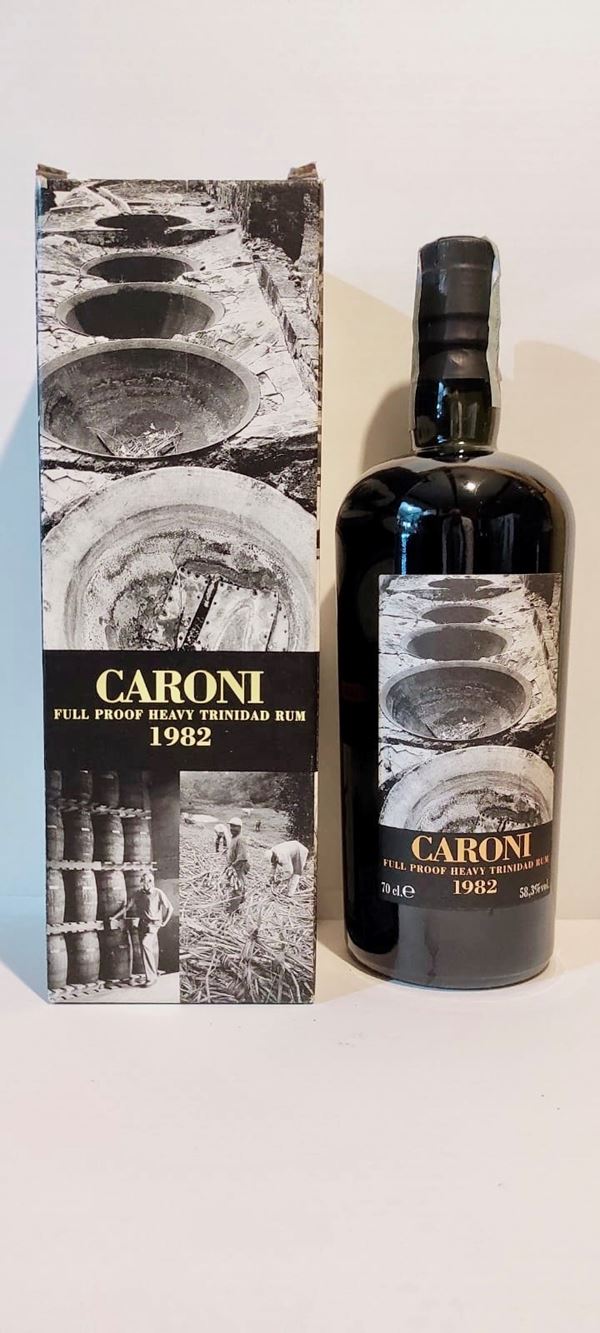 CARONI
FULL PROOF HEAVY TRINIDAD RUM
1982
CARONI
FULL PROOF HEAVY TRINIDAD RUM
70 cl.e 1982 58,3% vol.